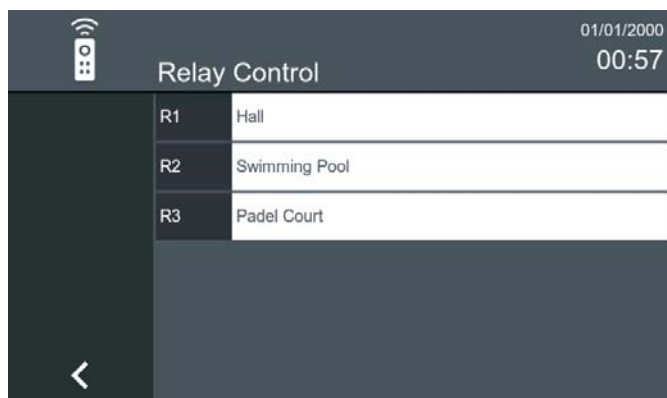 01/01/2000
00:57
Relay Control
R1 Hall
R2 Swimming Pool
R3 Padel Court